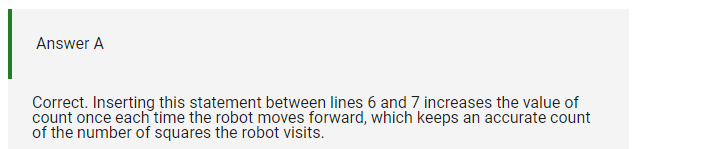 Answer A
Correct. Inserting this statement between lines 6 and 7 increases the value of
count once each time the robot moves forward, which keeps an accurate count
of the number of squares the robot visits.